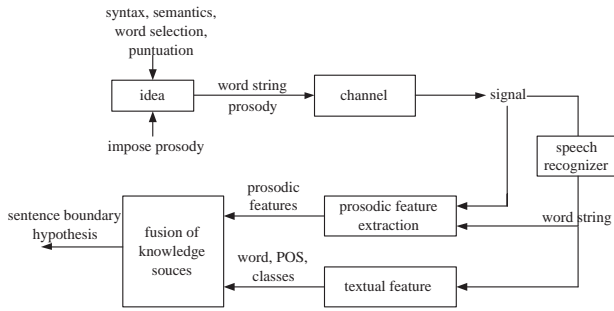 syntax, semantics,
word selection,
puntuation
idea
word string
prosody
channel
signal
impose prosody
speech
recognizer
prosodic
features
prosodic feature
extraction
word string
sentence boundary
hypothesis
fusion of
knowledge
souces
word, POS,
classes
textual feature